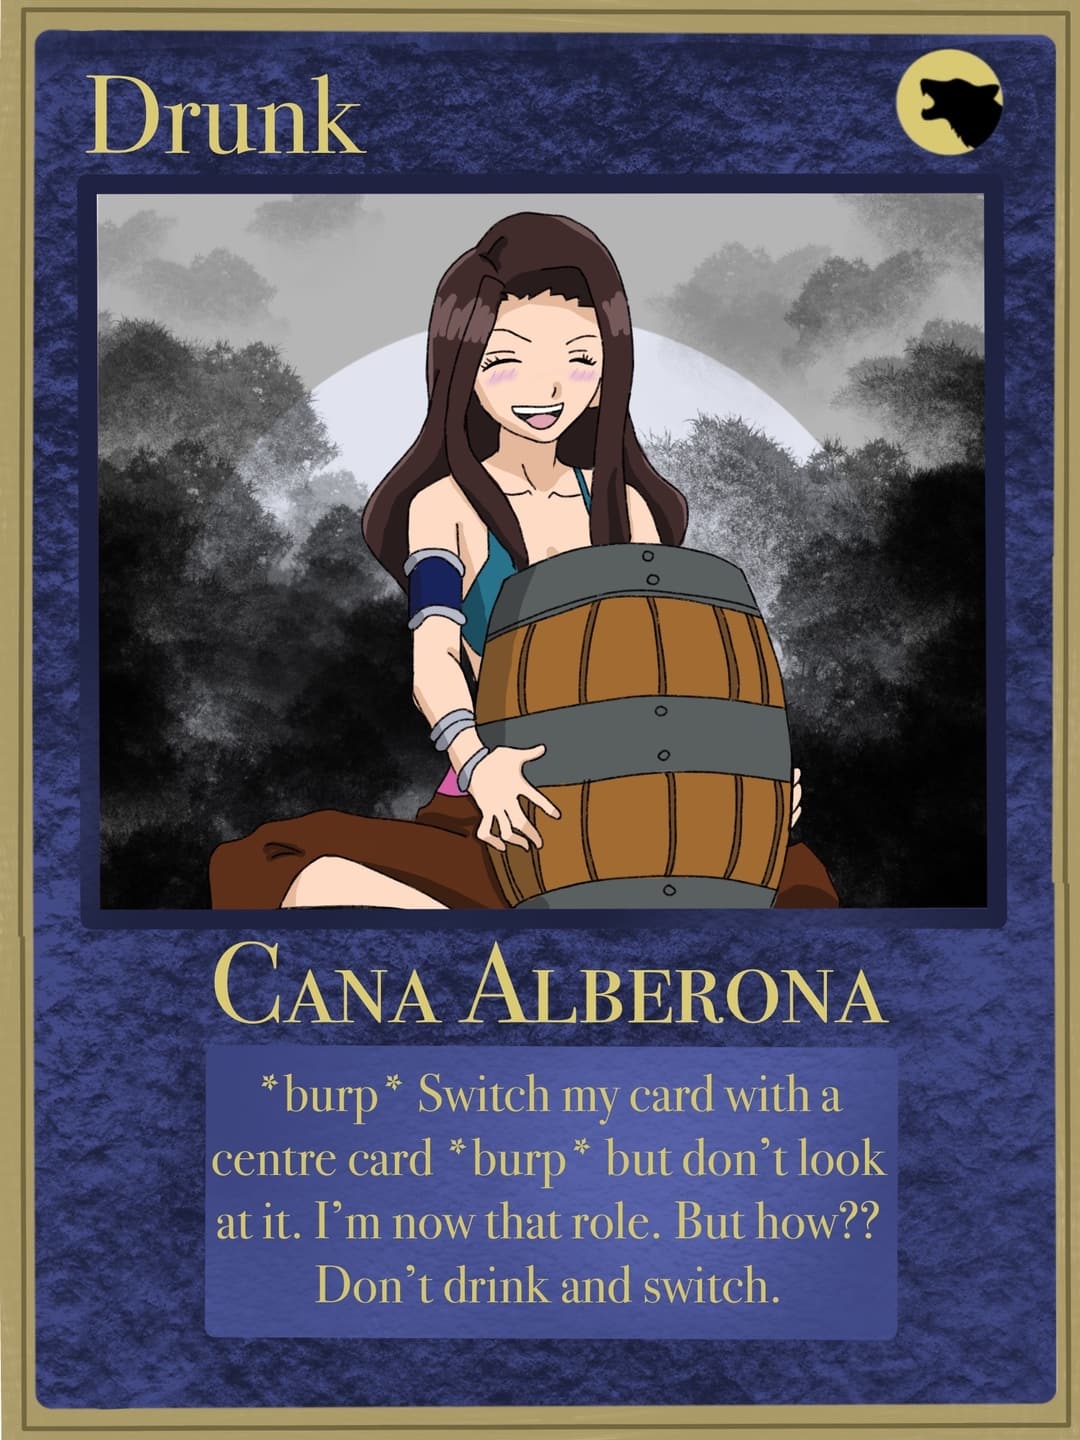 Drunk
CANA ALBERONA
*burp* Switch my card with a
centre card *burp* but don't look
at it. I'm now that role. But how??
Don't drink and switch.